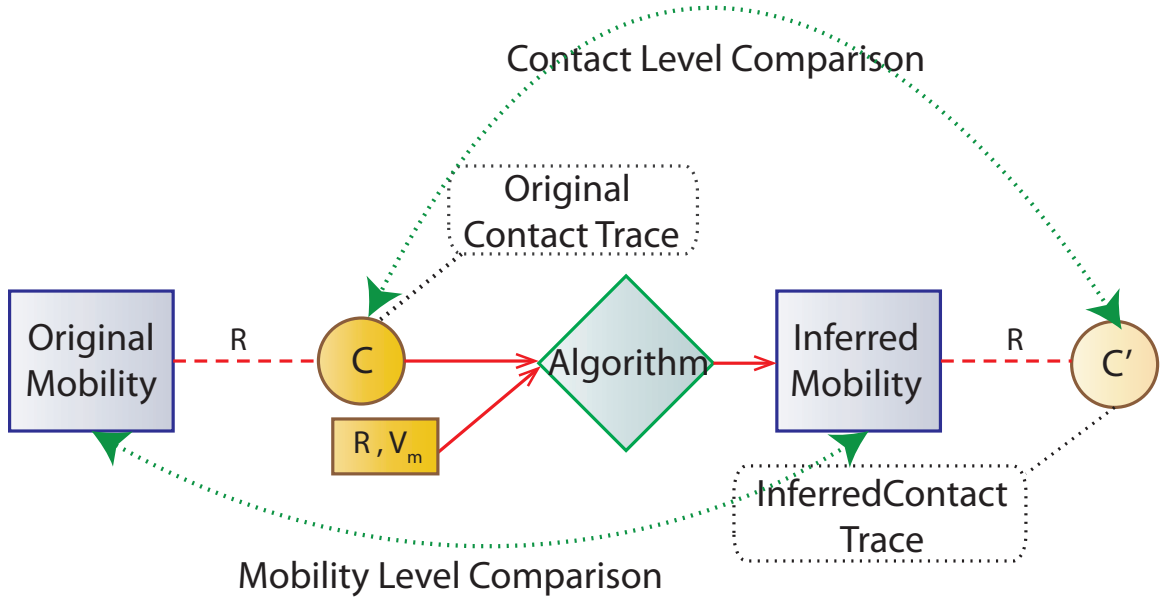 Contact Level Comparison
Original
Contact Trace
Original
Mobility
R
C
Algorithm
Inferred
Mobility
R
C'
R , Vₘ
InferredContact
Trace
Mobility Level Comparison